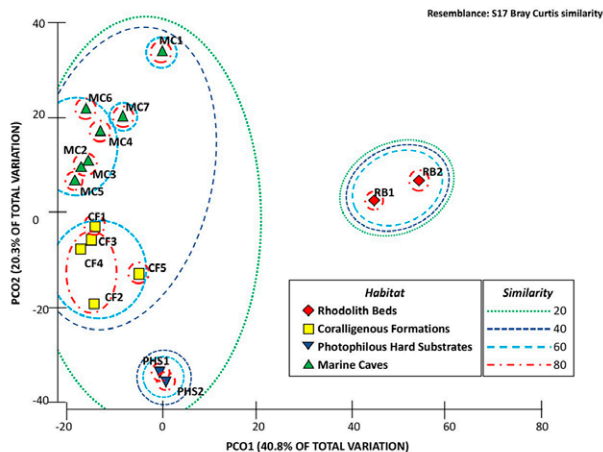 Resemblance: S17 Bray Curtis similarity
40
MC1
MC6
MC7
20
MC4
MC2
MC3
MC5
RB2
RB1
0
CF1
CF3
CF4
CF5
CF2
-20
PHS1
PHS2
-40
PCO2 (20.3% OF TOTAL VARIATION)
Habitat Similarity
Rhodolith Beds 20
Coralligenous Formations 40
Photophilous Hard Substrates 60
Marine Caves 80
-20 0 20 40 60 80
PCO1 (40.8% OF TOTAL VARIATION)